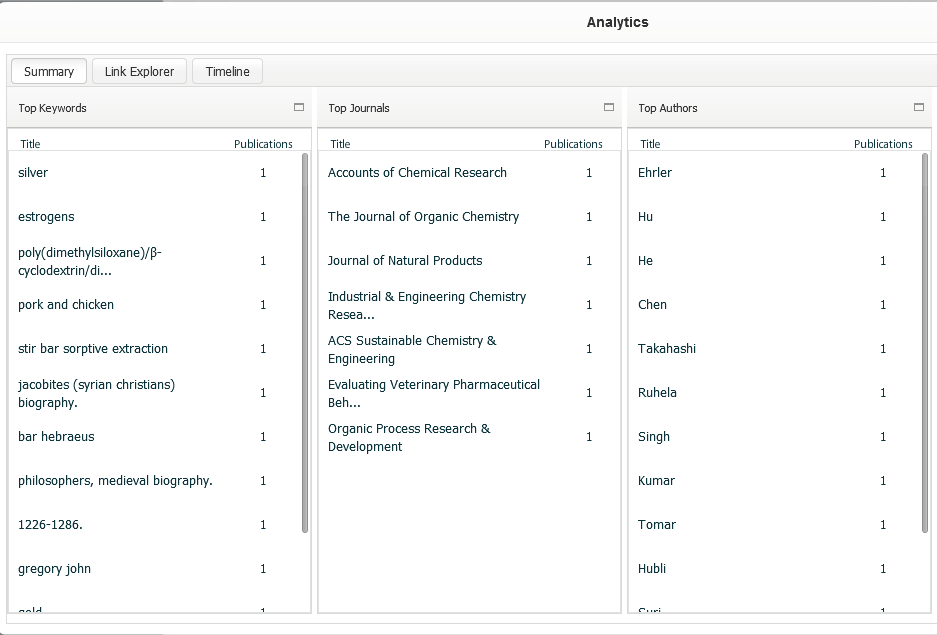 Analytics
Summary
Link Explorer
Timeline
Top Keywords
Title Publications
silver 1
estrogens 1
poly(dimethylsiloxane)/β-
cyclodextrin/di... 1
pork and chicken 1
stir bar sorptive extraction 1
jacobites (syrian christians)
biography. 1
bar hebraeus 1
philosophers, medieval biography. 1
1226-1286. 1
gregory john 1
gold 1
Top Journals
Title Publications
Accounts of Chemical Research 1
The Journal of Organic Chemistry 1
Journal of Natural Products 1
Industrial & Engineering Chemistry
Resea... 1
ACS Sustainable Chemistry &
Engineering 1
Evaluating Veterinary Pharmaceutical
Beh... 1
Organic Process Research &
Development 1
Top Authors
Title Publications
Ehrler 1
Hu 1
He 1
Chen 1
Takahashi 1
Ruhela 1
Singh 1
Kumar 1
Tomar 1
Hubli 1
Suri 1